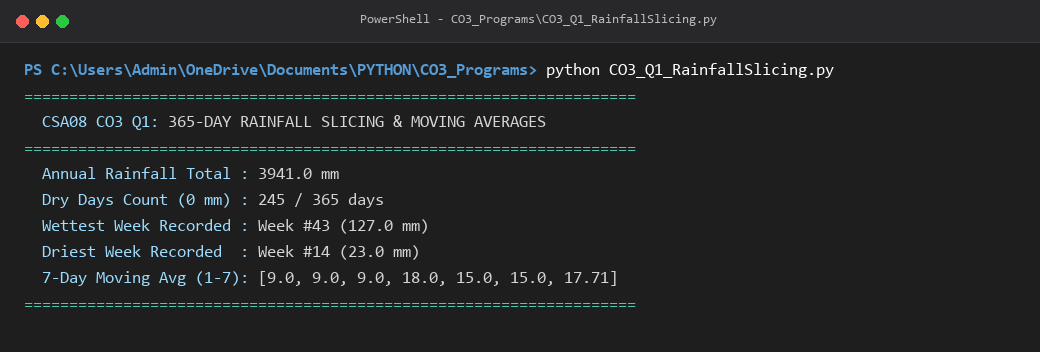 PowerShell - CO3_Programs\CO3_Q1_RainfallSlicing.py
PS C:\Users\Admin\OneDrive\Documents\PYTHON\CO3_Programs> python CO3_Q1_RainfallSlicing.py
====================================================================
CSA08 CO3 Q1: 365-DAY RAINFALL SLICING & MOVING AVERAGES
====================================================================
Annual Rainfall Total : 3941.0 mm
Dry Days Count (0 mm) : 245 / 365 days
Wettest Week Recorded : Week #43 (127.0 mm)
Driest Week Recorded  : Week #14 (23.0 mm)
7-Day Moving Avg (1-7): [9.0, 9.0, 9.0, 18.0, 15.0, 15.0, 17.71]
====================================================================